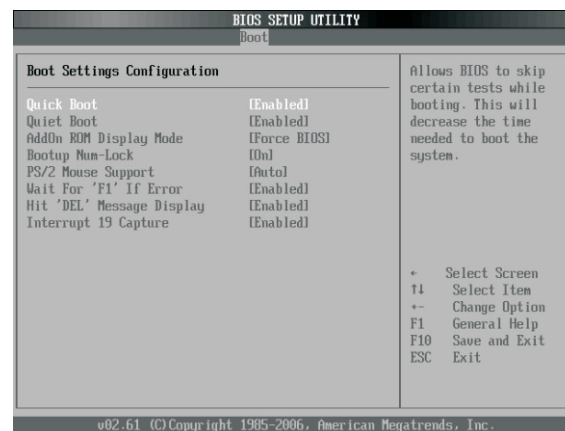 BIOS SETUP UTILITY
Boot
Boot Settings Configuration
Quick Boot [Enabled]
Quiet Boot [Enabled]
AddOn ROM Display Mode [Force BIOS]
Bootup Num-Lock [On]
PS/2 Mouse Support [Auto]
Wait For 'F1' If Error [Enabled]
Hit 'DEL' Message Display [Enabled]
Interrupt 19 Capture [Enabled]
Allows BIOS to skip
certain tests while
booting. This will
decrease the time
needed to boot the
system.
← Select Screen
↑↓ Select Item
+- Change Option
F1 General Help
F10 Save and Exit
ESC Exit
v02.61 (C)Copyright 1985-2006, American Megatrends, Inc.